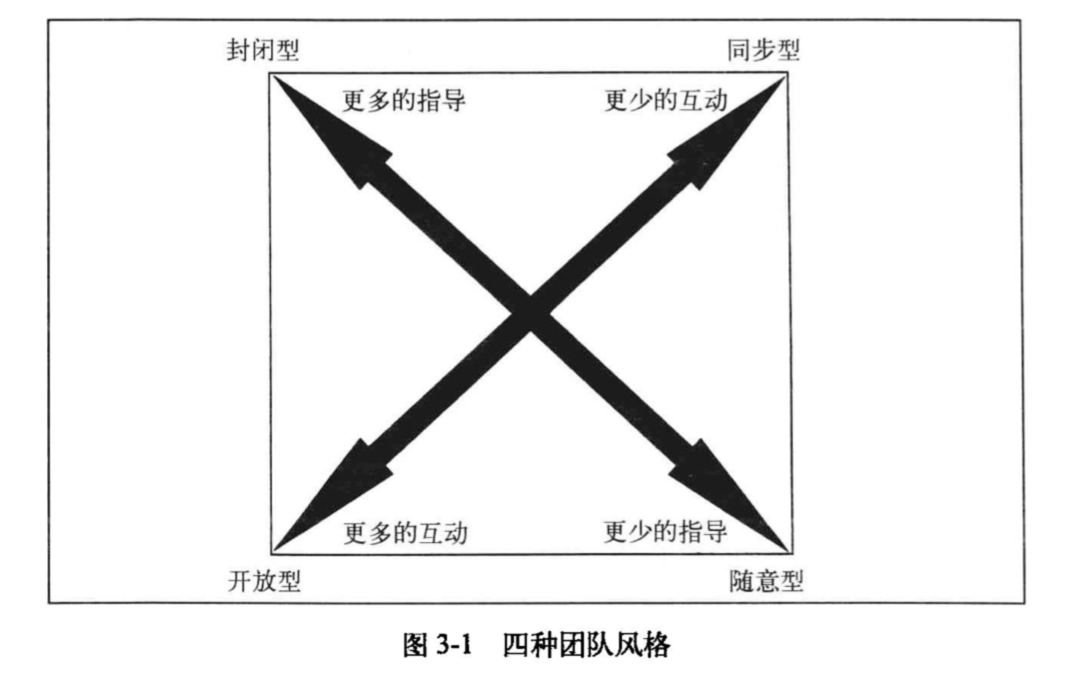 封闭型 同步型
更多的指导 更少的互动
更多的互动 更少的指导
开放型 随意型
图 3-1 四种团队风格